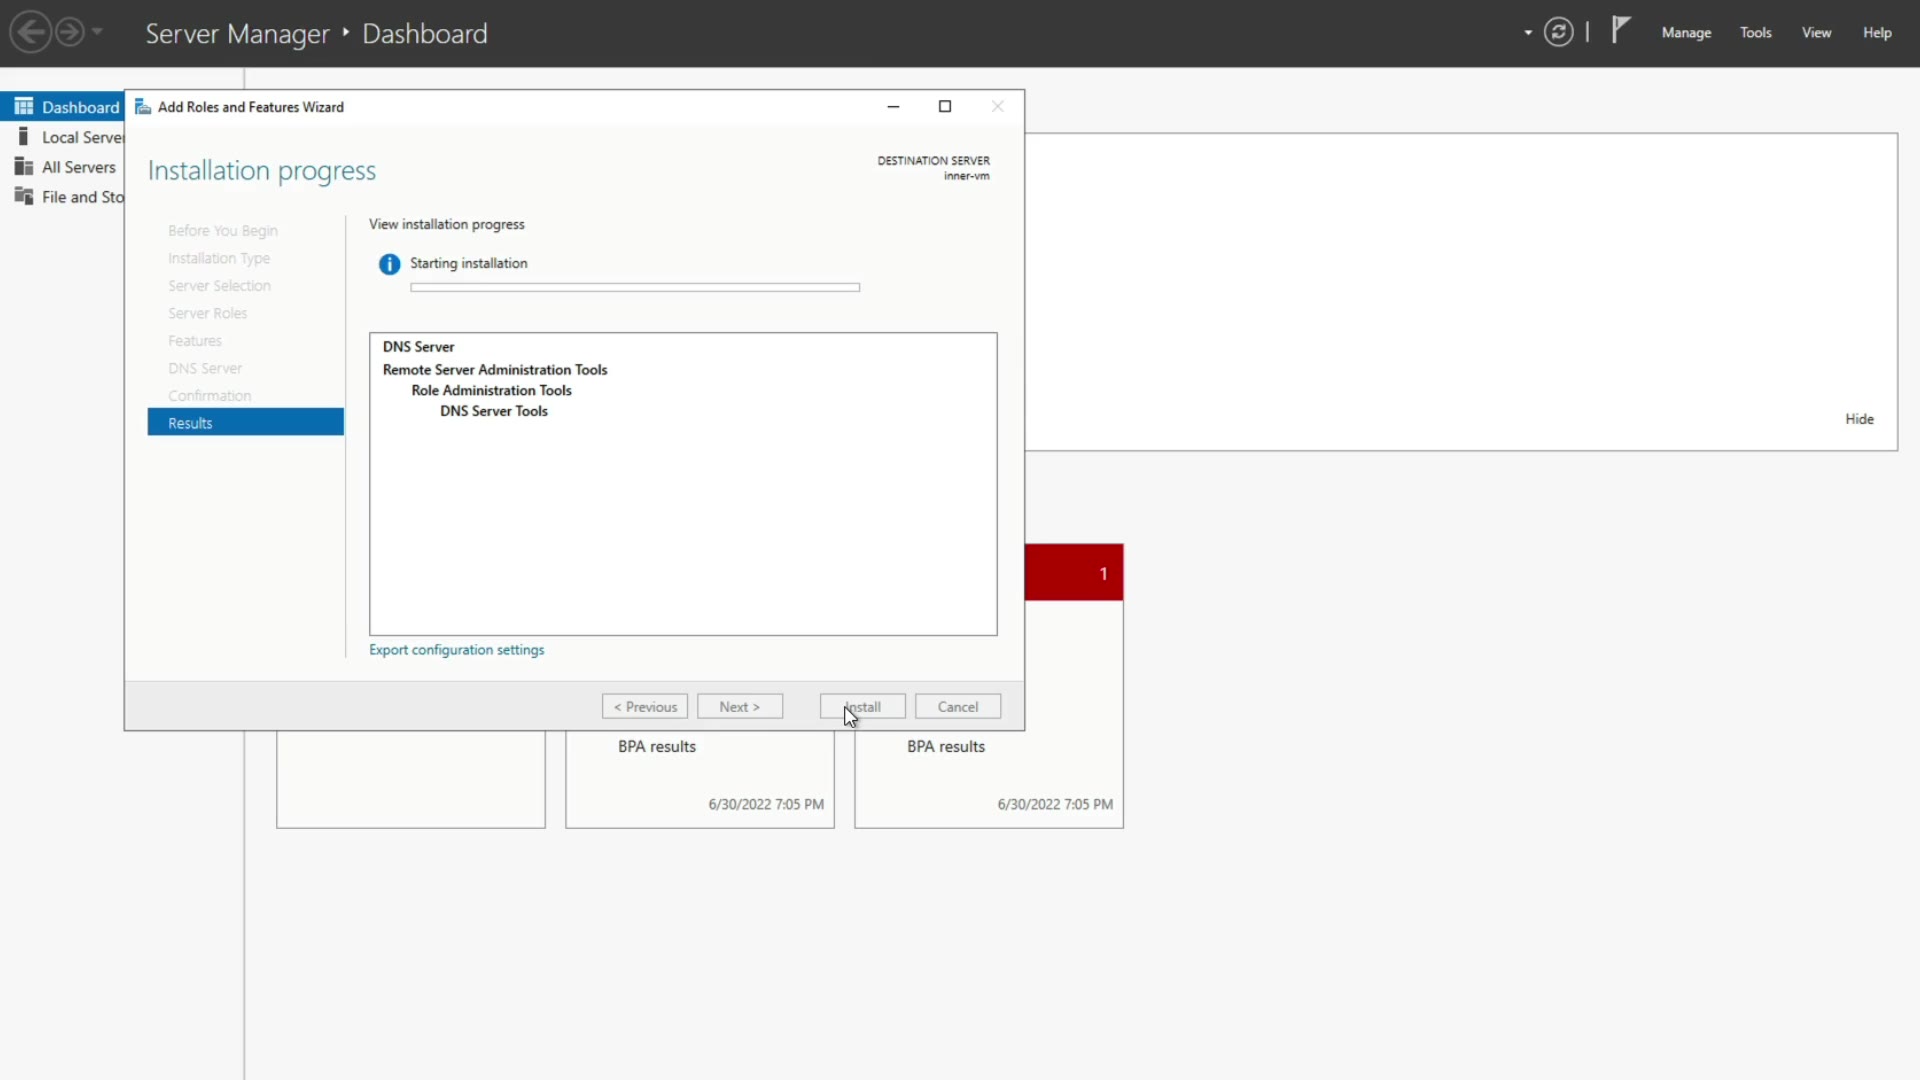 Server Manager ‣ Dashboard
Manage
Tools
View
Help
Dashboard
Local Server
All Servers
File and Sto
Add Roles and Features Wizard
Installation progress
DESTINATION SERVER
inner-vm
Before You Begin
Installation Type
Server Selection
Server Roles
Features
DNS Server
Confirmation
Results
View installation progress
Starting installation
DNS Server
Remote Server Administration Tools
Role Administration Tools
DNS Server Tools
Export configuration settings
< Previous
Next >
Install
Cancel
Hide
1
BPA results
6/30/2022 7:05 PM
BPA results
6/30/2022 7:05 PM